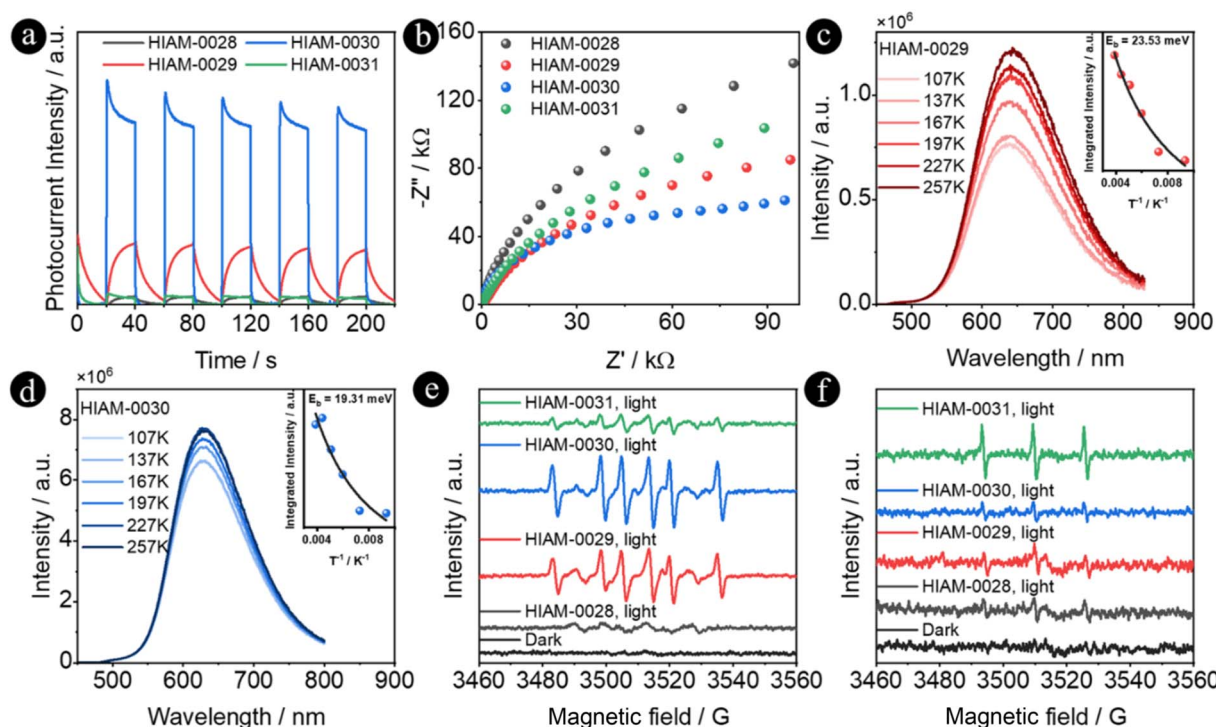 a
HIAM-0028
HIAM-0030
HIAM-0029
HIAM-0031
Photocurrent Intensity / a.u.
0 40 80 120 160 200
Time / s
b
160
120
80
40
0
-Z'' / kΩ
HIAM-0028
HIAM-0029
HIAM-0030
HIAM-0031
0 30 60 90
Z' / kΩ
c
×10⁶
HIAM-0029
107K
137K
167K
197K
227K
257K
1.0
0.5
0.0
Intensity / a.u.
500 600 700 800 900
Wavelength / nm
E_b = 23.53 meV
Integrated Intensity / a.u.
0.004 0.008
T⁻¹ / K⁻¹
d
×10⁶
HIAM-0030
107K
137K
167K
197K
227K
257K
8
6
4
2
0
Intensity / a.u.
500 600 700 800 900
Wavelength / nm
E_b = 19.31 meV
Integrated Intensity / a.u.
0.004 0.008
T⁻¹ / K⁻¹
e
HIAM-0031, light
HIAM-0030, light
HIAM-0029, light
HIAM-0028, light
Dark
Intensity / a.u.
3460 3480 3500 3520 3540 3560
Magnetic field / G
f
HIAM-0031, light
HIAM-0030, light
HIAM-0029, light
HIAM-0028, light
Dark
Intensity / a.u.
3460 3480 3500 3520 3540 3560
Magnetic field / G